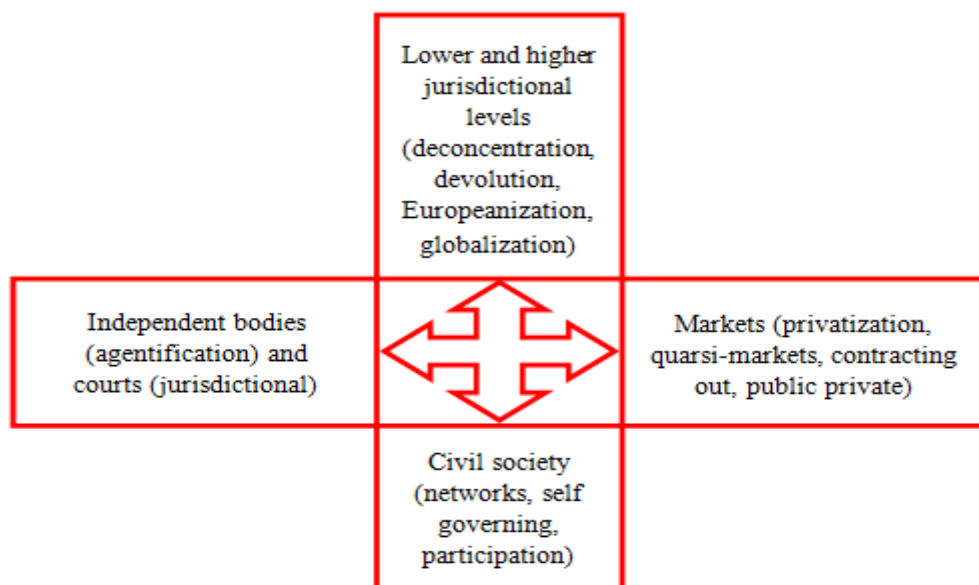 Lower and higher
jurisdictional
levels
(deconcentration,
devolution,
Europeanization,
globalization)
Independent bodies
(agentification) and
courts (jurisdictional)
Markets (privatization,
quarsi-markets, contracting
out, public private)
Civil society
(networks, self
governing,
participation)